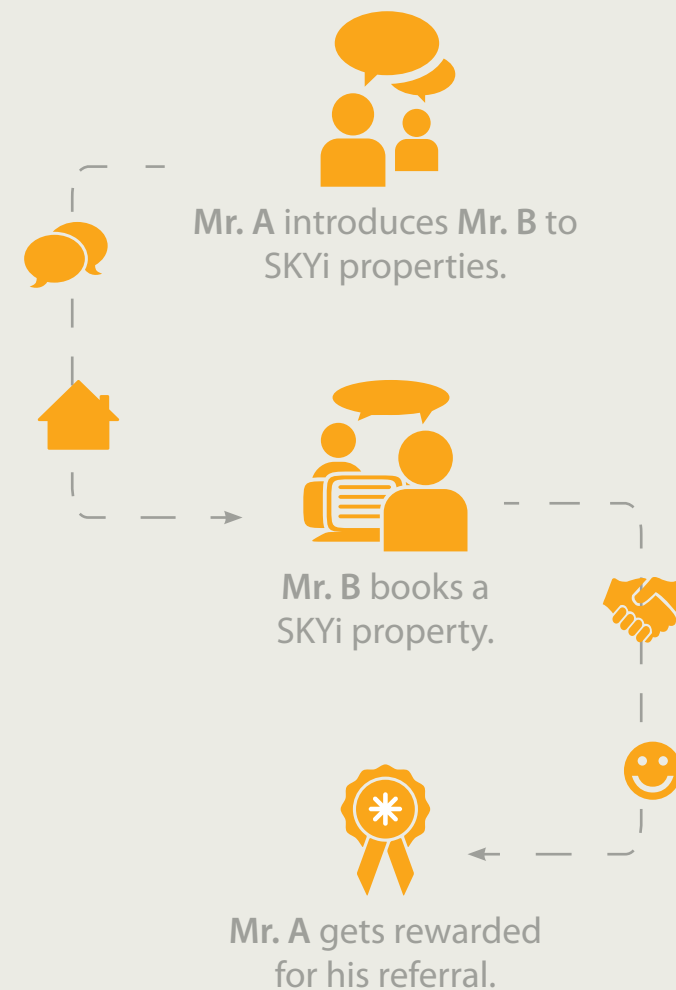 Mr. A introduces Mr. B to
SKYi properties.
Mr. B books a
SKYi property.
Mr. A gets rewarded
for his referral.